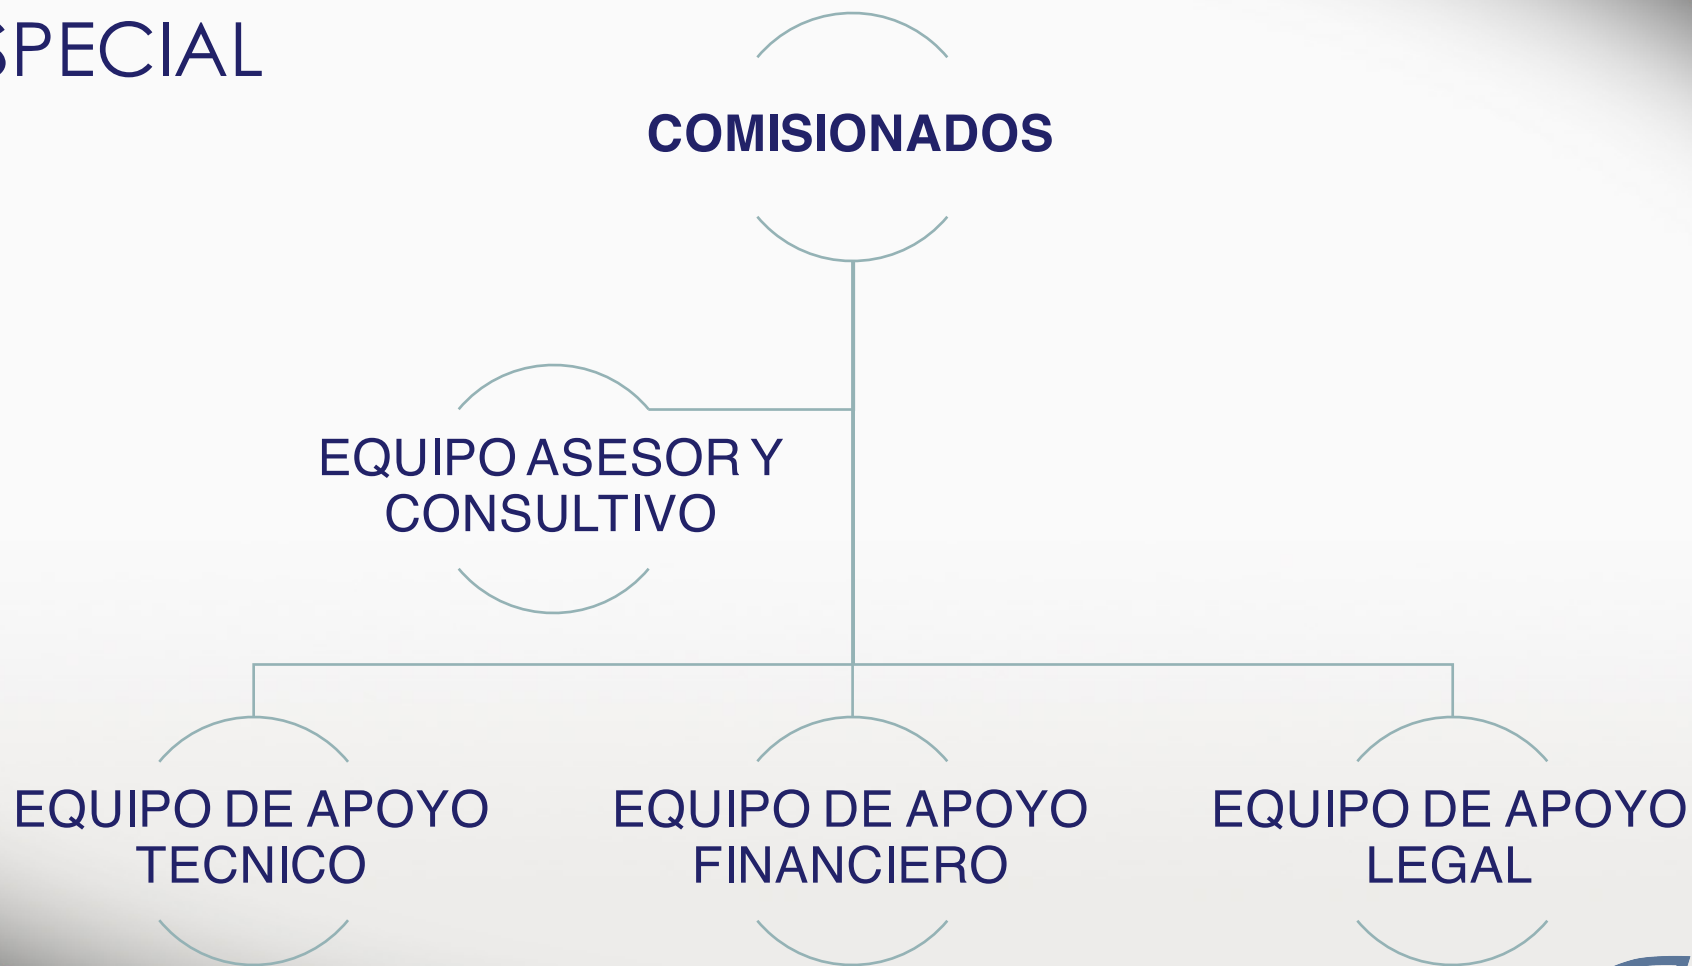 SPECIAL
COMISIONADOS
EQUIPO ASESOR Y
CONSULTIVO
EQUIPO DE APOYO
TECNICO
EQUIPO DE APOYO
FINANCIERO
EQUIPO DE APOYO
LEGAL